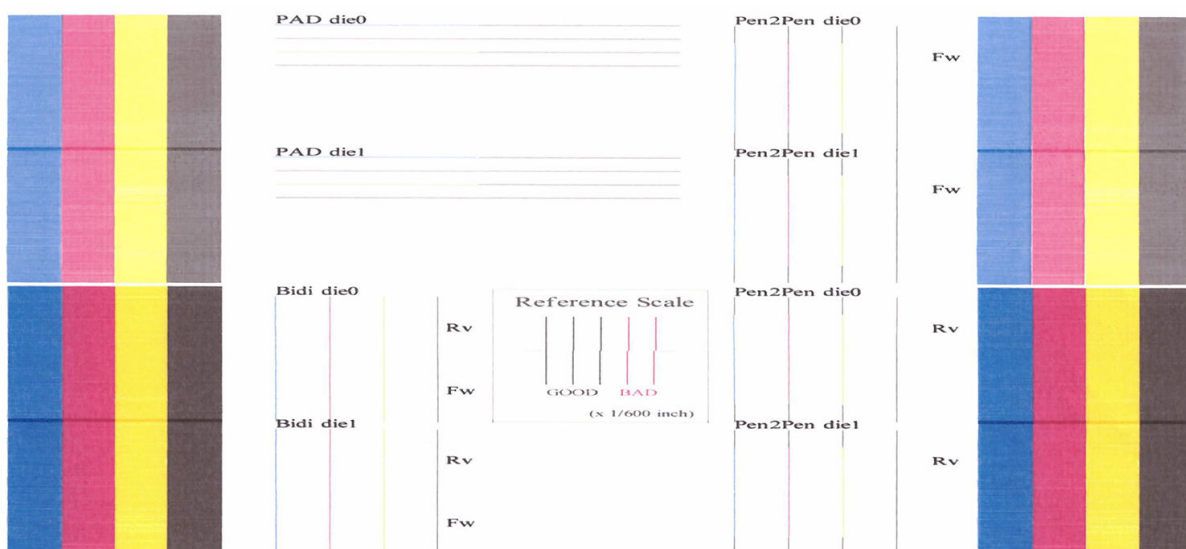 PAD die0
Pen2Pen die0
Fw
PAD die1
Pen2Pen die1
Fw
Bidi die0
Rv
Fw
Reference Scale
GOOD BAD
(x 1/600 inch)
Pen2Pen die0
Rv
Bidi die1
Rv
Fw
Pen2Pen die1
Rv